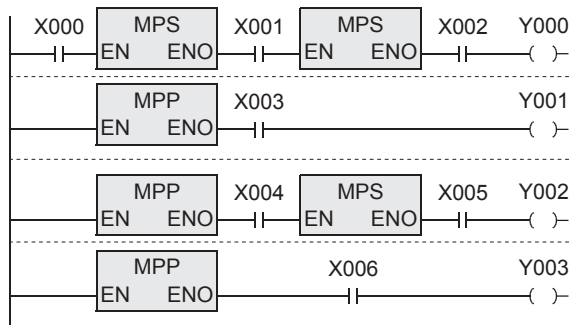 X000 MPS X001 MPS X002 Y000
EN ENO EN ENO
MPP X003 Y001
EN ENO
MPP X004 MPS X005 Y002
EN ENO EN ENO
MPP X006 Y003
EN ENO